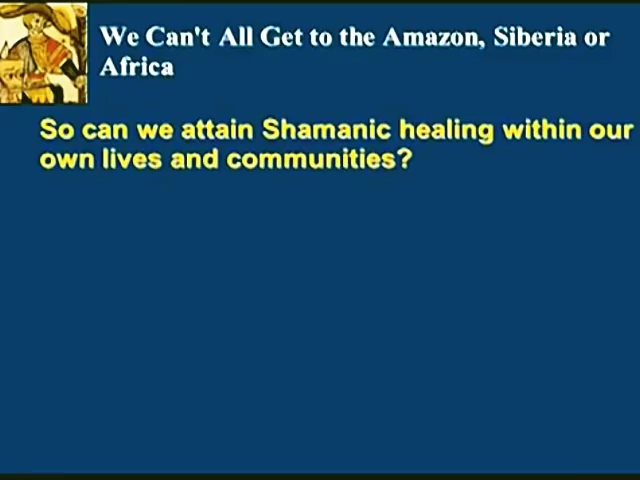 We Can't All Get to the Amazon, Siberia or
Africa
So can we attain Shamanic healing within our
own lives and communities?